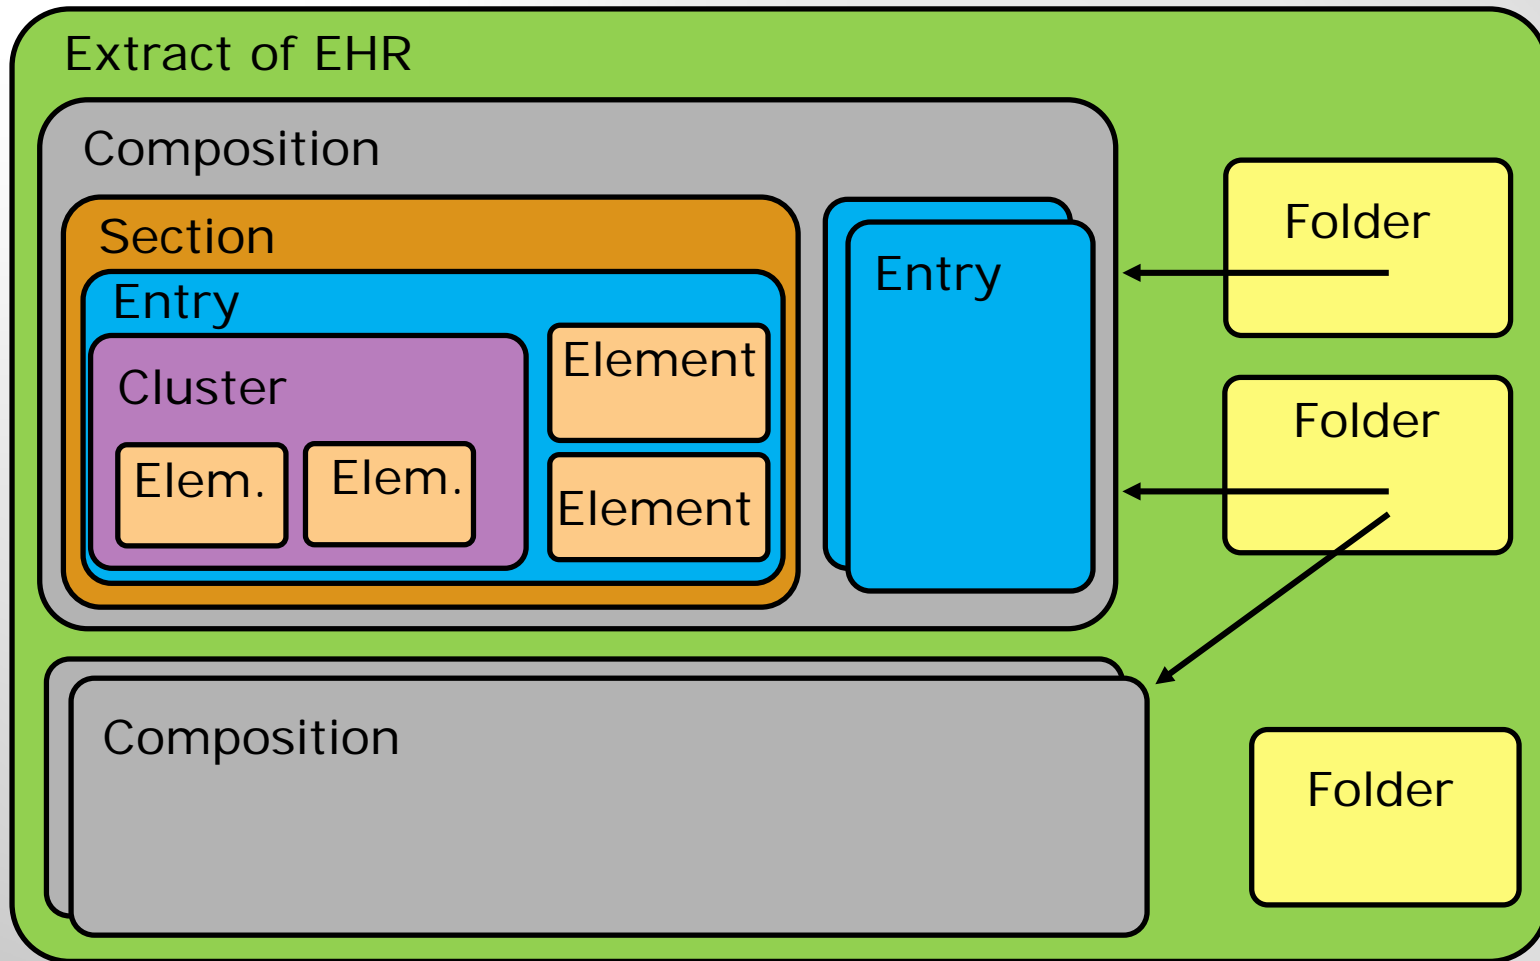 Extract of EHR
Composition
Section
Entry
Cluster
Elem.
Elem.
Element
Element
Entry
Folder
Folder
Composition
Folder